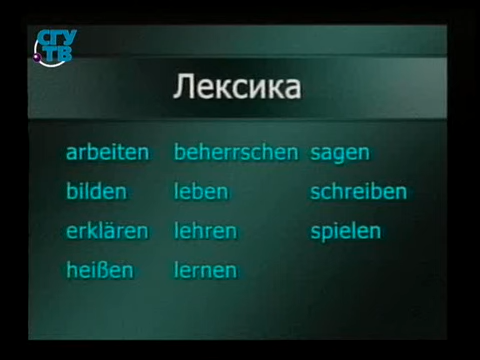 СГУ
ТВ
Лексика
arbeiten beherrschen sagen
bilden leben schreiben
erklären lehren spielen
heißen lernen